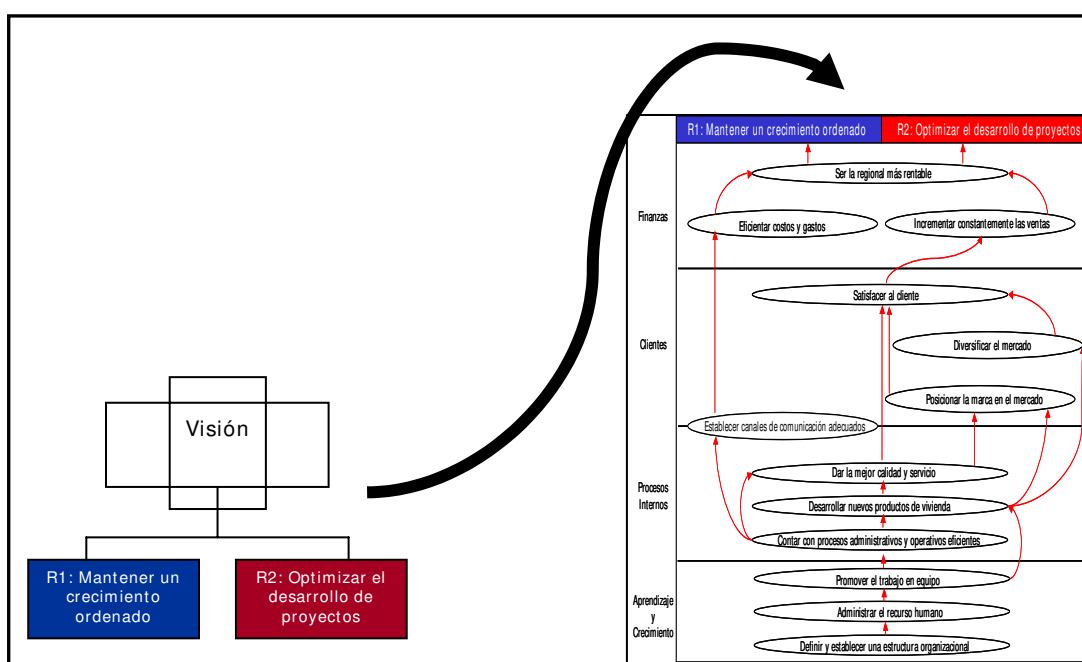 R1: Mantener un crecimiento ordenado
R2: Optimizar el desarrollo de proyectos
Ser la regional más rentable
Finanzas
Eficientar costos y gastos
Incrementar constantemente las ventas
Satisfacer al cliente
Clientes
Diversificar el mercado
Posicionar la marca en el mercado
Establecer canales de comunicación adecuados
Procesos
Internos
Dar la mejor calidad y servicio
Desarrollar nuevos productos de vivienda
Contar con procesos administrativos y operativos eficientes
Aprendizaje
y
Crecimiento
Promover el trabajo en equipo
Administrar el recurso humano
Definir y establecer una estructura organizacional
Visión
R1: Mantener un
crecimiento
ordenado
R2: Optimizar el
desarrollo de
proyectos